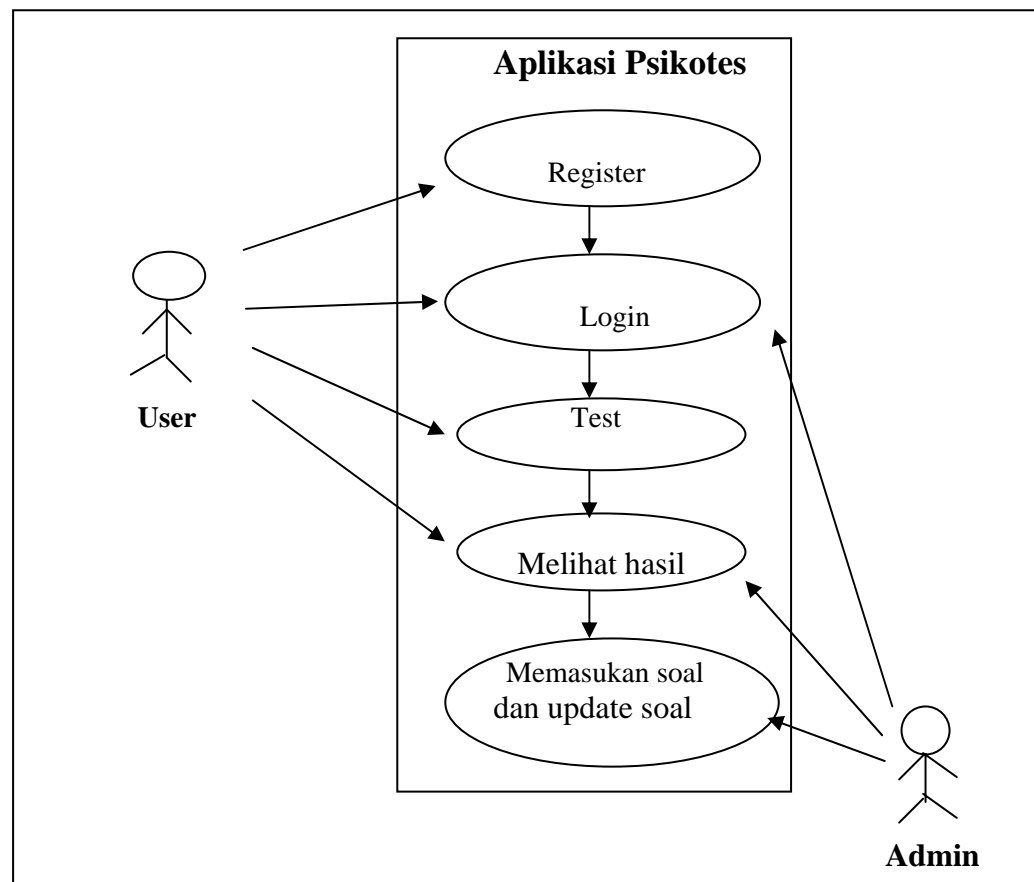 Aplikasi Psikotes
Register
Login
Test
User
Melihat hasil
Memasukan soal
dan update soal
Admin